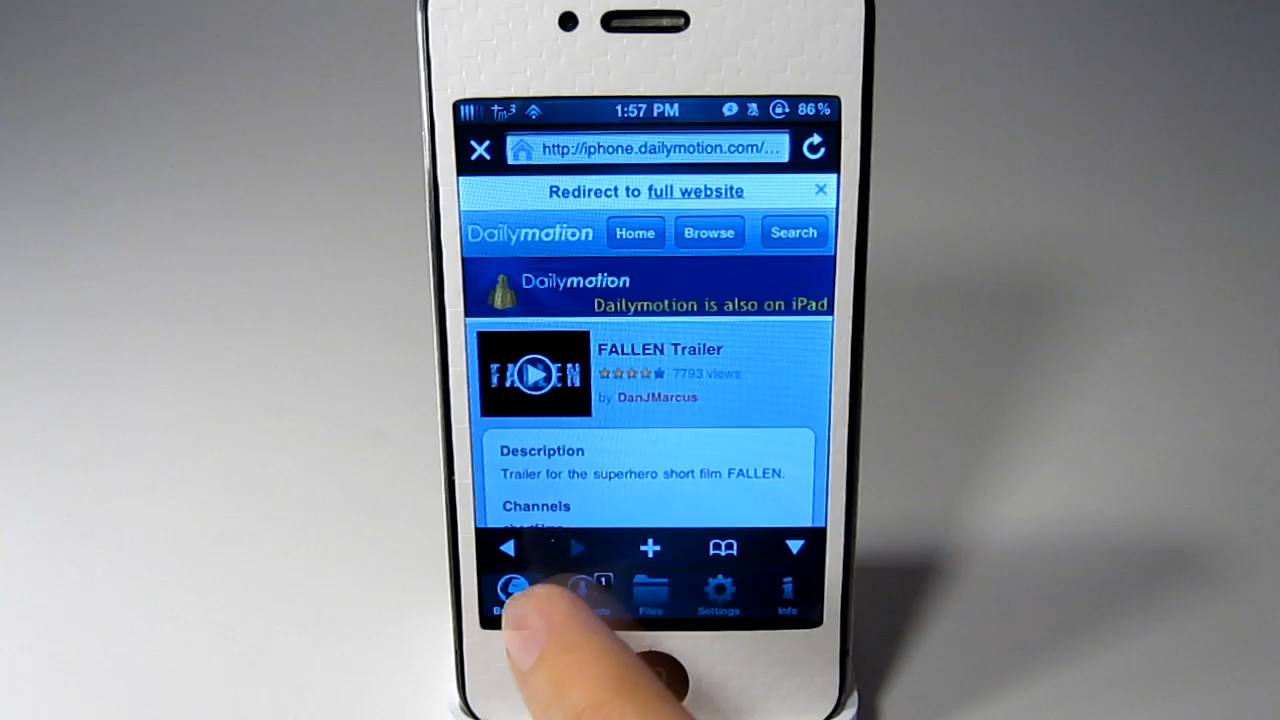 1:57 PM 86%
http://iphone.dailymotion.com/...
Redirect to full website
Dailymotion Home Browse Search
Dailymotion
Dailymotion is also on iPad
FALLEN
FALLEN Trailer
7793 views
by DanJMarcus
Description
Trailer for the superhero short film FALLEN.
Channels
1
Files Settings Info